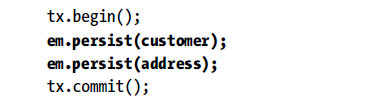 tx.begin();
em.persist(customer);
em.persist(address);
tx.commit();